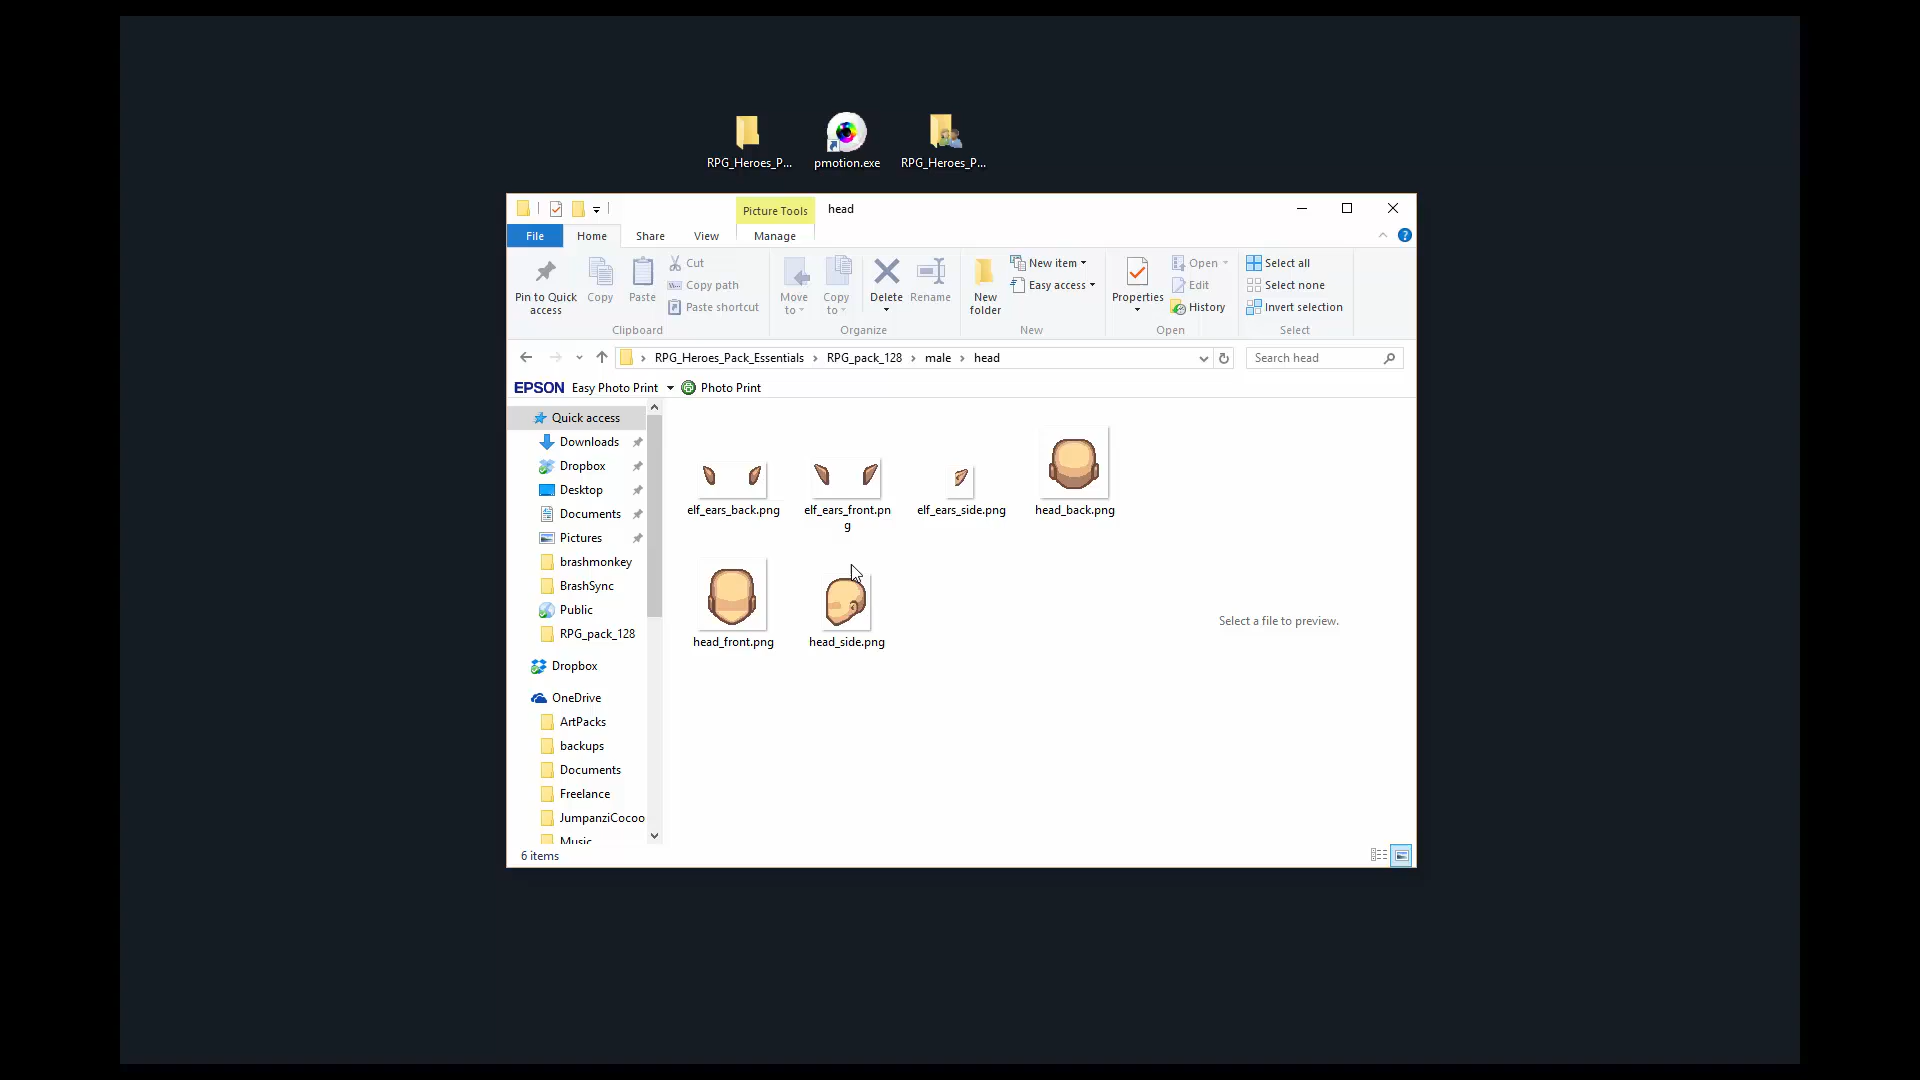 RPG_Heroes_P... pmotion.exe RPG_Heroes_P...
Picture Tools head
File Home Share View Manage
Pin to Quick access
Copy
Paste
Cut
Copy path
Paste shortcut
Clipboard
Move to
Copy to
Delete
Rename
Organize
New folder
New item
Easy access
New
Properties
Open
Edit
History
Open
Select all
Select none
Invert selection
Select
RPG_Heroes_Pack_Essentials RPG_pack_128 male head
Search head
EPSON Easy Photo Print Photo Print
Quick access
Downloads
Dropbox
Desktop
Documents
Pictures
brashmonkey
BrashSync
Public
RPG_pack_128
Dropbox
OneDrive
ArtPacks
backups
Documents
Freelance
JumpanziCocoo
Music
elf_ears_back.png
elf_ears_front.pn
g
elf_ears_side.png
head_back.png
head_front.png
head_side.png
Select a file to preview.
6 items